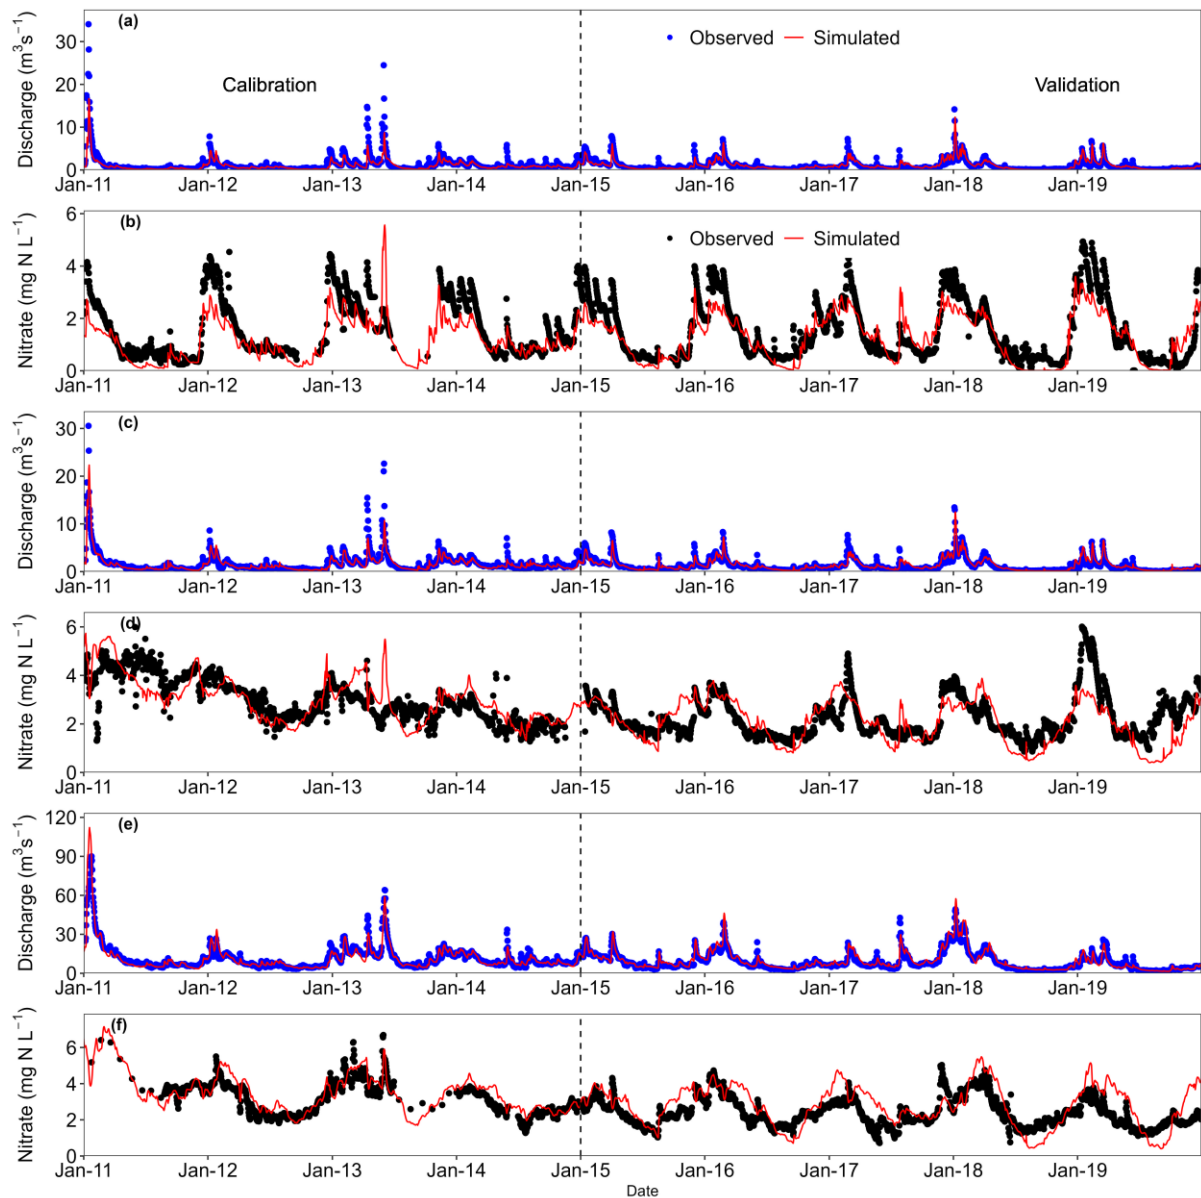 (a)
Observed Simulated
Calibration Validation
Discharge (m³s⁻¹)
30
20
10
0
Jan-11 Jan-12 Jan-13 Jan-14 Jan-15 Jan-16 Jan-17 Jan-18 Jan-19
(b)
Observed Simulated
Nitrate (mg N L⁻¹)
6
4
2
0
Jan-11 Jan-12 Jan-13 Jan-14 Jan-15 Jan-16 Jan-17 Jan-18 Jan-19
(c)
Discharge (m³s⁻¹)
30
20
10
0
Jan-11 Jan-12 Jan-13 Jan-14 Jan-15 Jan-16 Jan-17 Jan-18 Jan-19
(d)
Nitrate (mg N L⁻¹)
6
4
2
0
Jan-11 Jan-12 Jan-13 Jan-14 Jan-15 Jan-16 Jan-17 Jan-18 Jan-19
(e)
Discharge (m³s⁻¹)
120
90
60
30
0
Jan-11 Jan-12 Jan-13 Jan-14 Jan-15 Jan-16 Jan-17 Jan-18 Jan-19
(f)
Nitrate (mg N L⁻¹)
6
4
2
0
Jan-11 Jan-12 Jan-13 Jan-14 Jan-15 Jan-16 Jan-17 Jan-18 Jan-19
Date